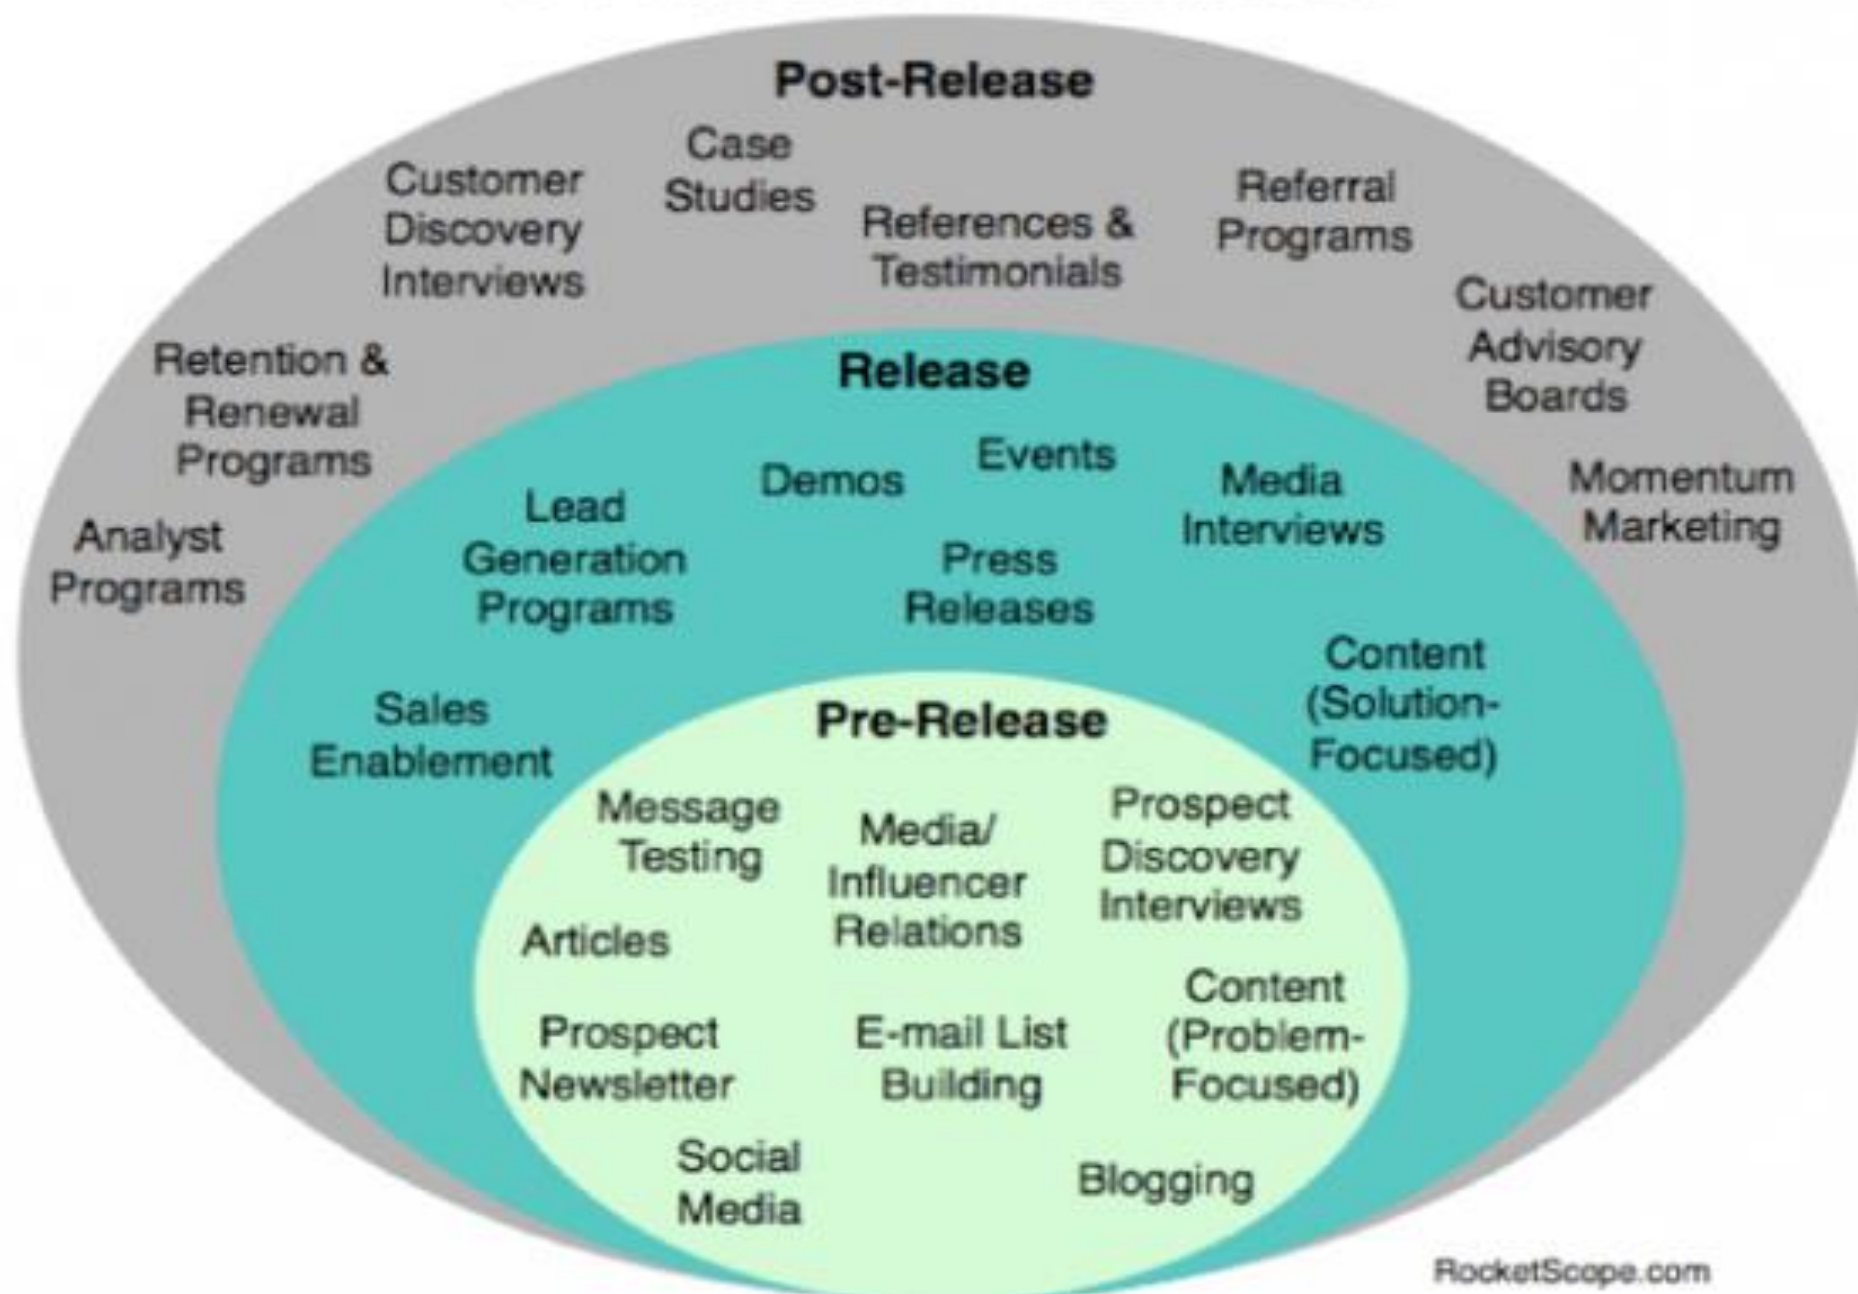 Post-Release
Case
Studies
Customer
Discovery
Interviews
References &
Testimonials
Referral
Programs
Customer
Advisory
Boards
Retention &
Renewal
Programs
Momentum
Marketing
Analyst
Programs
Release
Events
Demos
Media
Interviews
Lead
Generation
Programs
Press
Releases
Content
(Solution-
Focused)
Sales
Enablement
Pre-Release
Message
Testing
Media/
Influencer
Relations
Prospect
Discovery
Interviews
Articles
Content
(Problem-
Focused)
Prospect
Newsletter
E-mail List
Building
Social
Media
Blogging
RocketScope.com